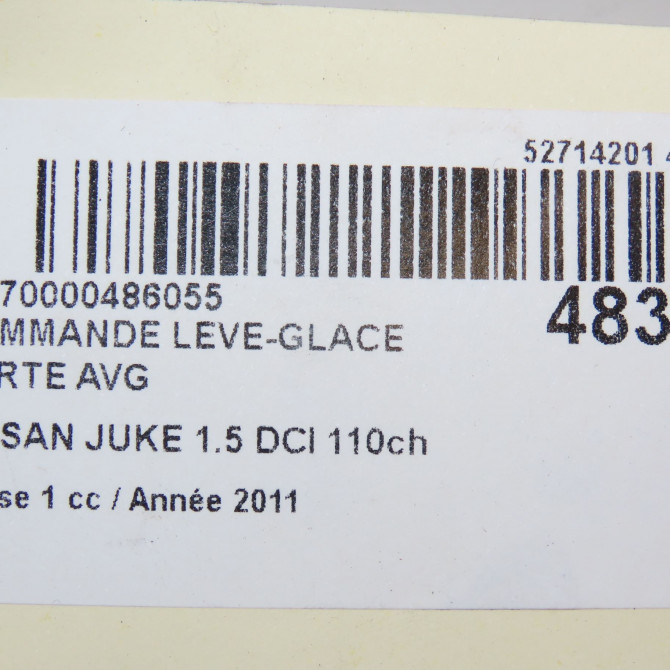 52714201 4
70000486055
483
MMANDE LEVE-GLACE
RTE AVG
SAN JUKE 1.5 DCI 110ch
se 1 cc / Année 2011